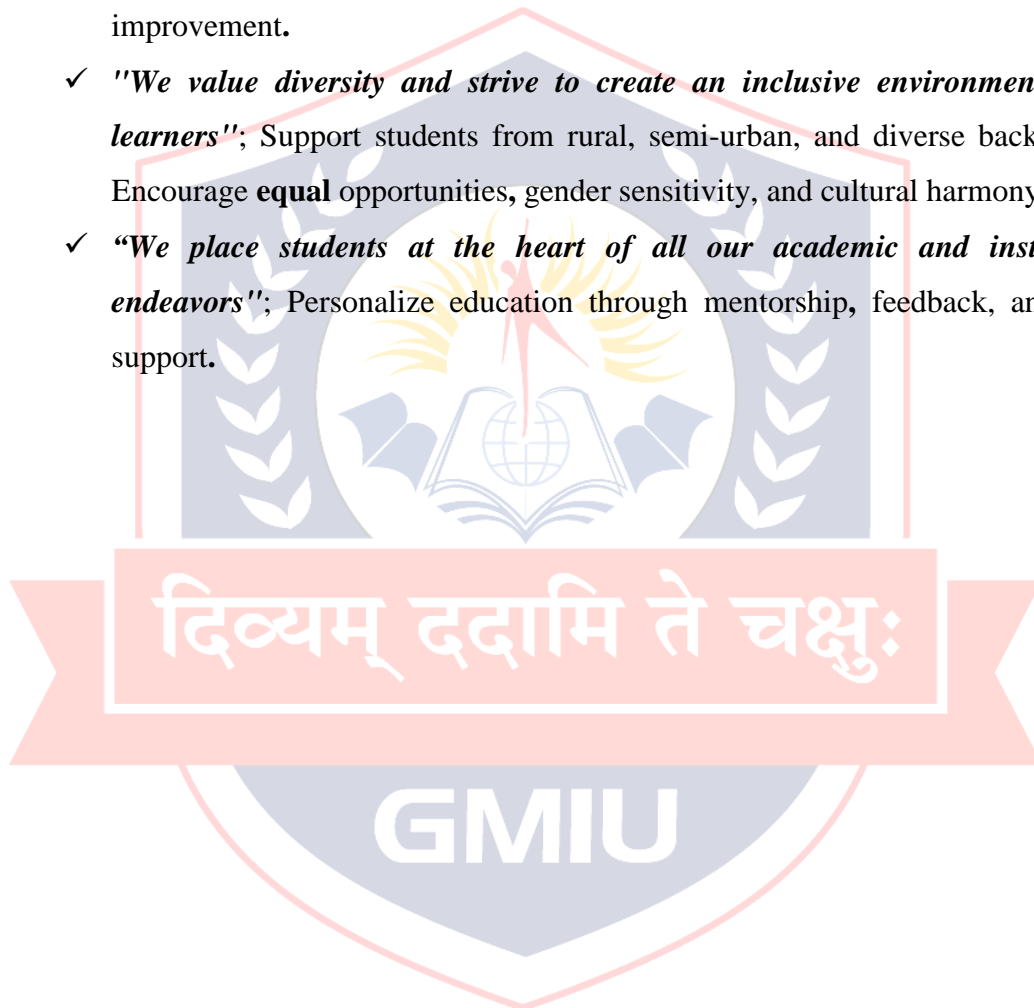 improvement.
✓ "We value diversity and strive to create an inclusive environmen
learners"; Support students from rural, semi-urban, and diverse back
Encourage equal opportunities, gender sensitivity, and cultural harmony
✓ “We place students at the heart of all our academic and inst
endeavors"; Personalize education through mentorship, feedback, an
support.
दिव्यम् ददामि ते चक्षुः
GMIU